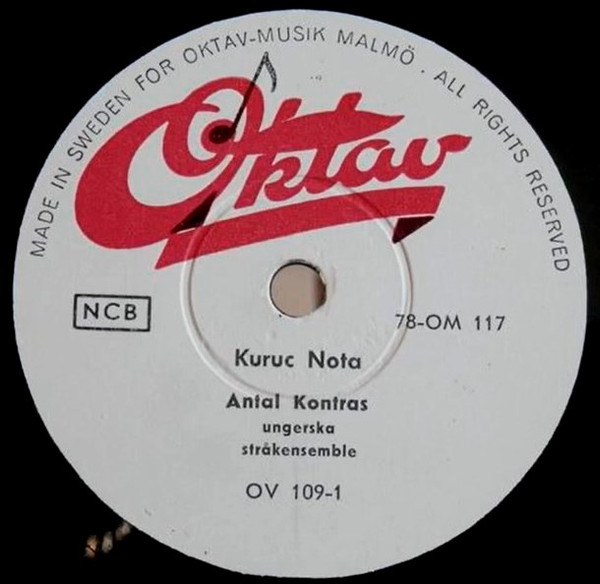 MADE IN SWEDEN FOR OKTAV-MUSIK MALMÖ . ALL RIGHTS RESERVED
Oktav
NCB
78-OM 117
Kuruc Nota
Antal Kontras
ungerska
stråkensemble
OV 109-1